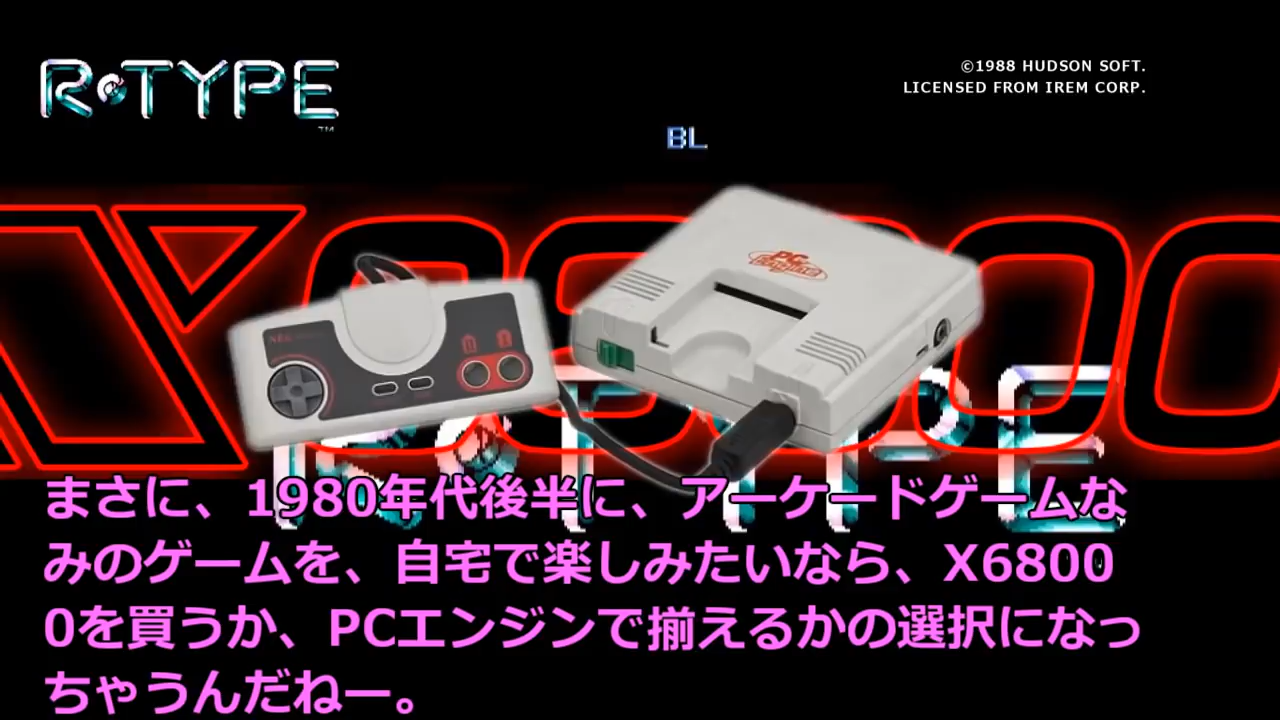 R-TYPE
TM
©1988 HUDSON SOFT.
LICENSED FROM IREM CORP.
BL
PC Engine
まさに、1980年代後半に、アーケードゲームな
みのゲームを、自宅で楽しみたいなら、X6800
0を買うか、PCエンジンで揃えるかの選択になっ
ちゃうんだねー。